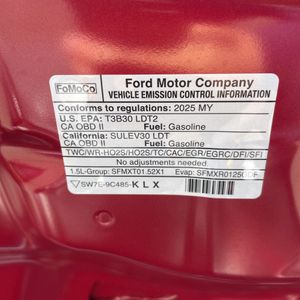 FoMoCo
Ford Motor Company
VEHICLE EMISSION CONTROL INFORMATION
Conforms to regulations: 2025 MY
U.S. EPA: T3B30 LDT2
CA OBD II Fuel: Gasoline
California: SULEV30 LDT
CA OBD II Fuel: Gasoline
TWC/WR-HO2S/HO2S/TC/CAC/EGR/EGRC/DFI/SFI
No adjustments needed.
1.5L-Group: SFMXT01.52X1 Evap:
SW7E-9C485- K L X